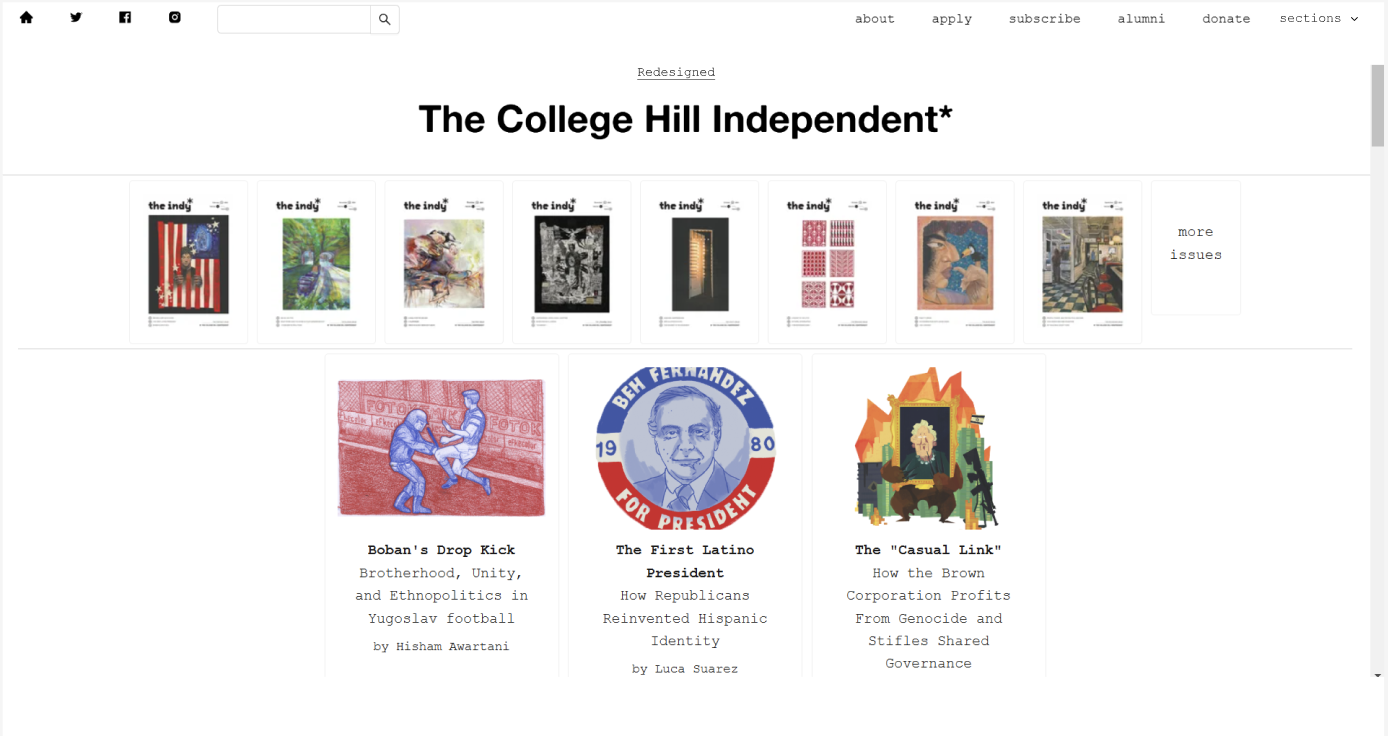 about apply subscribe alumni donate sections
Redesigned
The College Hill Independent*
the indy*
the indy*
the indy*
the indy*
the indy*
the indy*
the indy*
the indy*
more
issues
FOTOK
BEN FERNANDEZ
19 80
FOR PRESIDENT
Boban's Drop Kick
Brotherhood, Unity,
and Ethnopolitics in
Yugoslav football
by Hisham Awartani
The First Latino
President
How Republicans
Reinvented Hispanic
Identity
by Luca Suarez
The "Casual Link"
How the Brown
Corporation Profits
From Genocide and
Stifles Shared
Governance